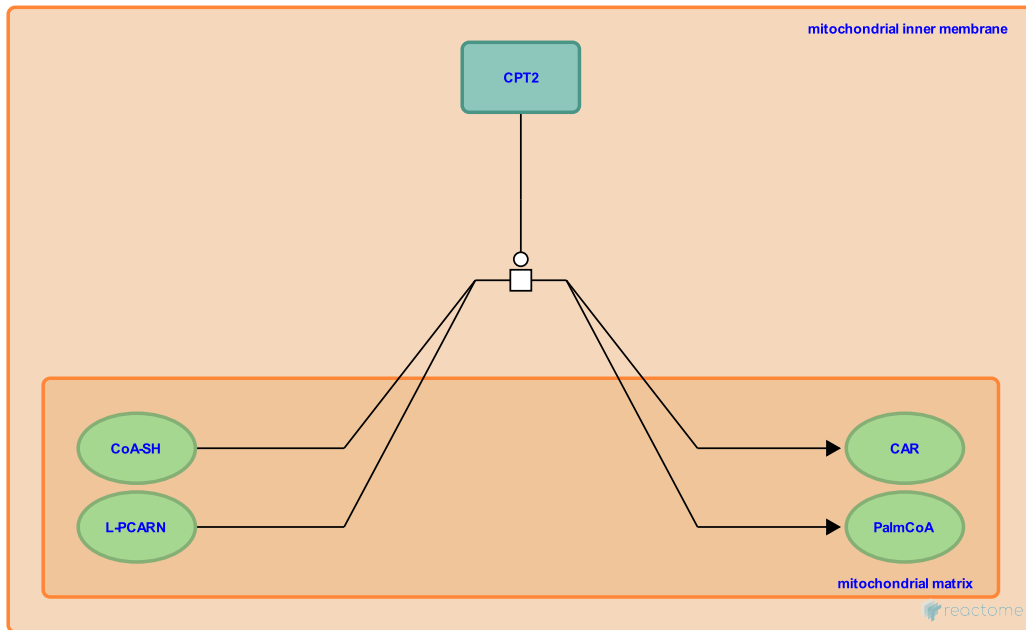 mitochondrial inner membrane
CPT2
CoA-SH
CAR
L-PCARN
PalmCoA
mitochondrial matrix
reactome